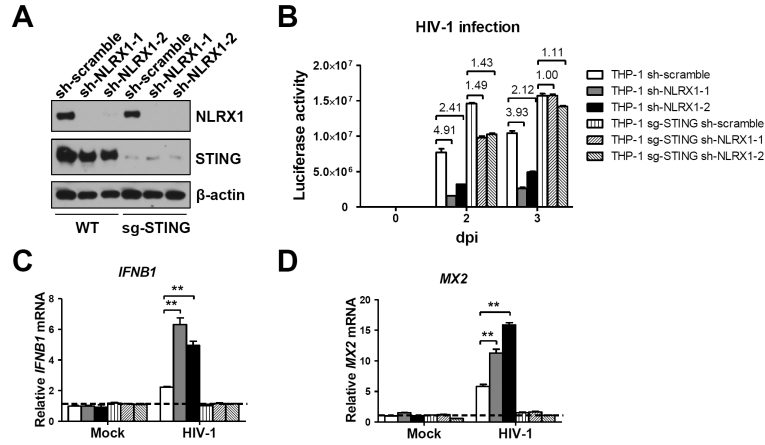 A
sh-scramble
sh-NLRX1-1
sh-NLRX1-2
sh-scramble
sh-NLRX1-1
sh-NLRX1-2
NLRX1
STING
β-actin
WT
sg-STING
B
HIV-1 infection
Luciferase activity
2.0×10⁷
1.5×10⁷
1.0×10⁷
5.0×10⁶
0
4.91
2.41
1.49
1.43
3.93
2.12
1.00
1.11
0
2
3
dpi
THP-1 sh-scramble
THP-1 sh-NLRX1-1
THP-1 sh-NLRX1-2
THP-1 sg-STING sh-scramble
THP-1 sg-STING sh-NLRX1-1
THP-1 sg-STING sh-NLRX1-2
C
IFNB1
Relative IFNB1 mRNA
8
6
4
2
0
**
**
Mock
HIV-1
D
MX2
Relative MX2 mRNA
20
15
10
5
0
**
**
Mock
HIV-1